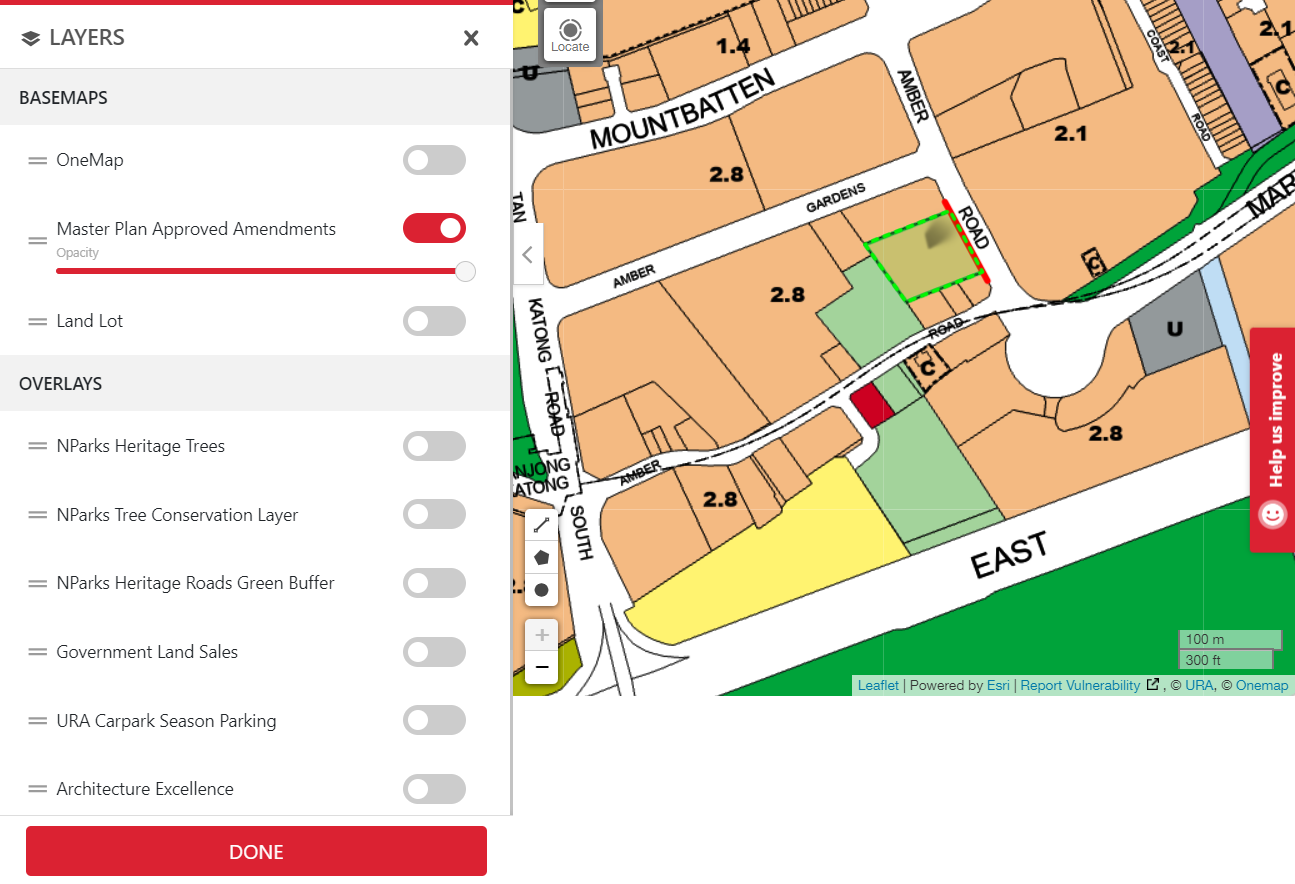 LAYERS
BASEMAPS
OneMap
Master Plan Approved Amendments
Opacity
Land Lot
OVERLAYS
NParks Heritage Trees
NParks Tree Conservation Layer
NParks Heritage Roads Green Buffer
Government Land Sales
URA Carpark Season Parking
Architecture Excellence
DONE
Locate
C
U
1.4
MOUNTBATTEN
AMBER
ROAD
COAST
ROAD
2.1
2.1
C
2.1
2.8
TAN
GARDENS
AMBER
2.8
C
MAR
KATONG
ROAD
ROAD
C
U
2.8
NJONG
ATONG
AMBER
2.8
SOUTH
EAST
Help us improve
100 m
300 ft
Leaflet | Powered by Esri | Report Vulnerability , © URA, © Onemap